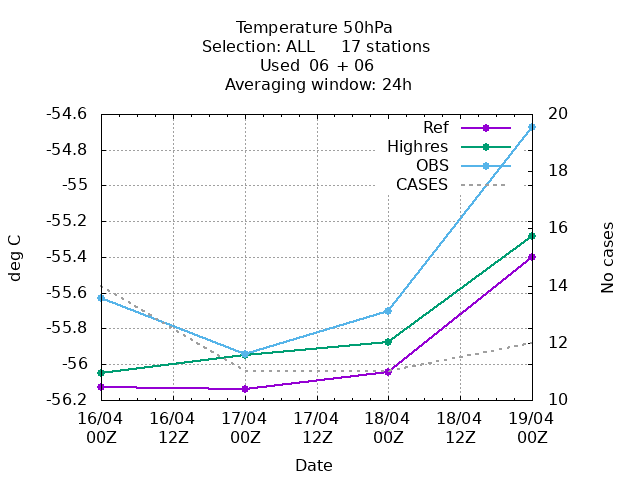 Temperature 50hPa
Selection: ALL 17 stations
Used 06 + 06
Averaging window: 24h
Ref
Highres
OBS
CASES
-54.6
-54.8
-55
-55.2
-55.4
-55.6
-55.8
-56
-56.2
deg C
20
18
16
14
12
10
No cases
16/04 16/04 17/04 17/04 18/04 18/04 19/04
00Z 12Z 00Z 12Z 00Z 12Z 00Z
Date